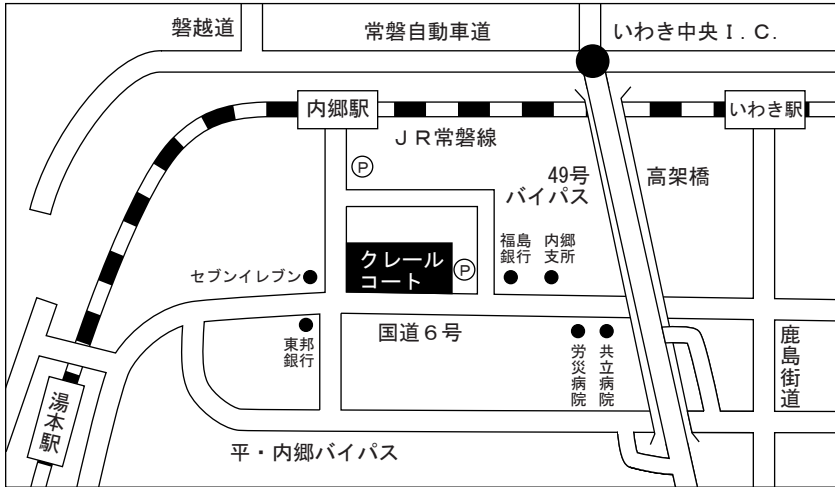 磐越道
常磐自動車道
いわき中央Ｉ.Ｃ.
内郷駅
いわき駅
ＪＲ常磐線
P
49号
バイパス
高架橋
福島
銀行
内郷
支所
クレール
コート
P
セブンイレブン
国道６号
東邦
銀行
労災病院
共立病院
鹿島街道
湯本駅
平・内郷バイパス